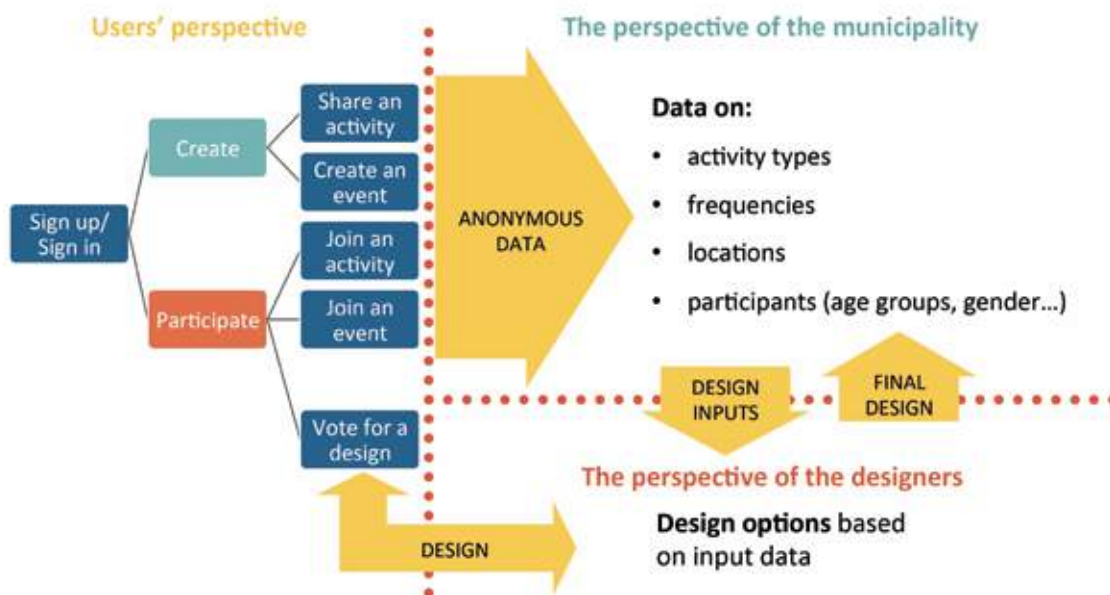 Users’ perspective
The perspective of the municipality
Sign up/
Sign in
Create
Participate
Share an
activity
Create an
event
Join an
activity
Join an
event
Vote for a
design
ANONYMOUS
DATA
Data on:
• activity types
• frequencies
• locations
• participants (age groups, gender...)
DESIGN
INPUTS
FINAL
DESIGN
The perspective of the designers
Design options based
on input data
DESIGN